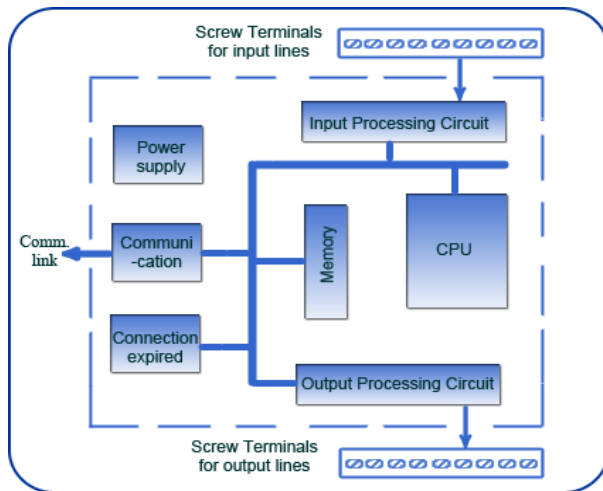 Screw Terminals
for input lines
Input Processing Circuit
Power
supply
Communi
-cation
Comm.
link
Memory
CPU
Connection
expired
Output Processing Circuit
Screw Terminals
for output lines